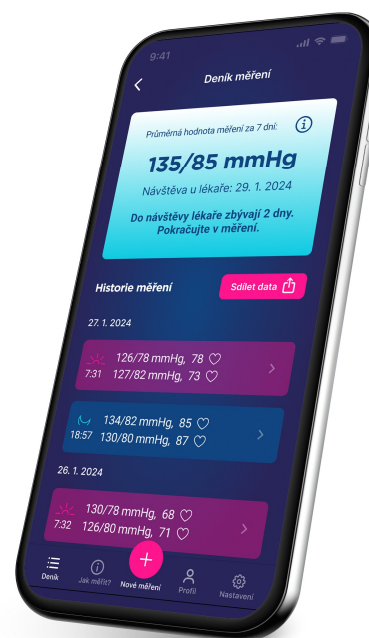 9:41
Deník měření
Průměrná hodnota měření za 7 dní:
135/85 mmHg
Návštěva u lékaře: 29. 1. 2024
Do návštěvy lékaře zbývají 2 dny.
Pokračujte v měření.
Historie měření
Sdílet data
27. 1. 2024
126/78 mmHg, 78
7:31 127/82 mmHg, 73
134/82 mmHg, 85
18:57 130/80 mmHg, 87
26. 1. 2024
130/78 mmHg, 68
7:32 126/80 mmHg, 71
Deník
Jak měřit?
Nové měření
Profil
Nastavení